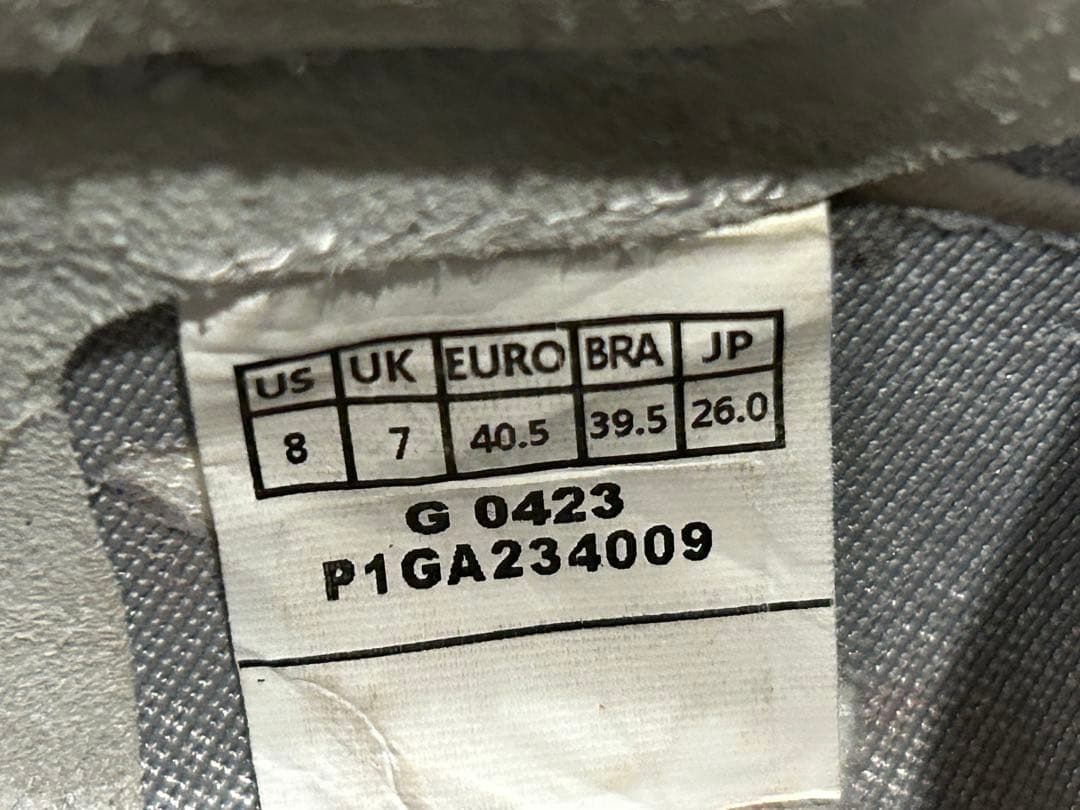 US UK EURO BRA JP
8 7 40.5 39.5 26.0
G 0423
P1GA234009